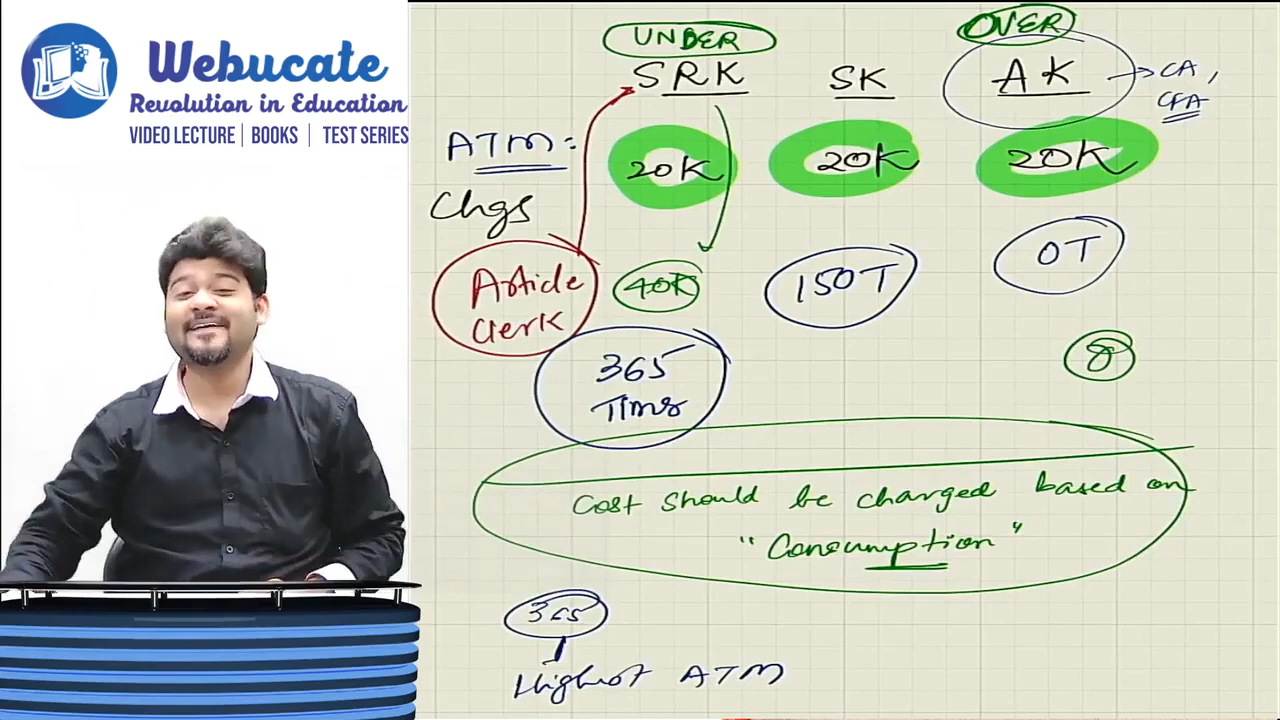 Webucate
Revolution in Education
VIDEO LECTURE | BOOKS | TEST SERIES
UNDER
OVER
SRK SK AK → CA,
CFA
ATM:
20K 20K 20K
Chgs
Article
Clerk
40K 150T 0T
365
Times
8
Cost should be charged based on
"Consumption"
365
Highest ATM